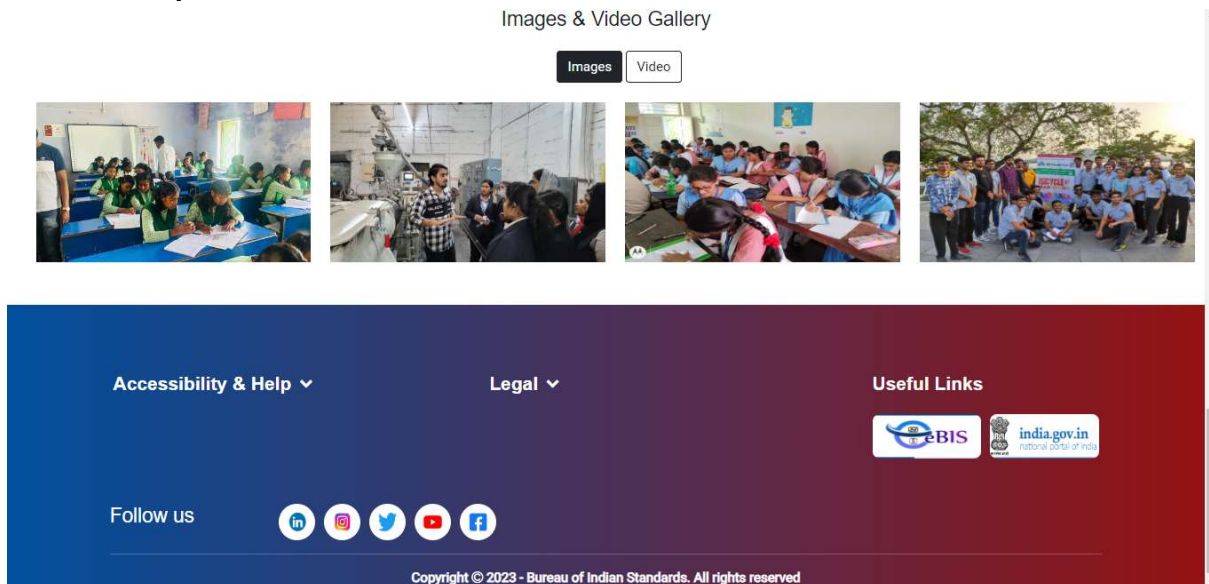 Images & Video Gallery
Images Video
Accessibility & Help Legal Useful Links
eBIS india.gov.in
national portal of india
Follow us
Copyright © 2023 - Bureau of Indian Standards. All rights reserved